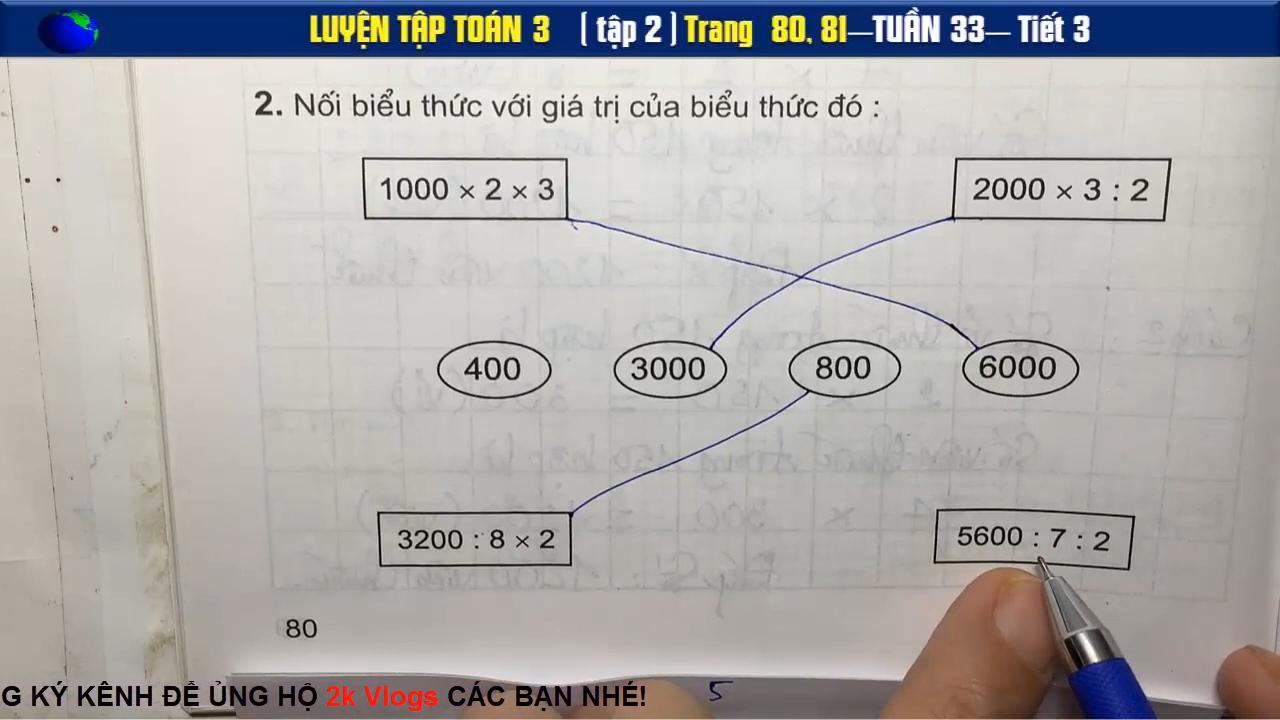 LUYỆN TẬP TOÁN 3 ( tập 2 ) Trang 80, 81—TUẦN 33— Tiết 3
2. Nối biểu thức với giá trị của biểu thức đó :
1000 × 2 × 3
2000 × 3 : 2
400
3000
800
6000
3200 : 8 × 2
5600 : 7 : 2
80
G KÝ KÊNH ĐỂ ỦNG HỘ 2k Vlogs CÁC BẠN NHÉ!
5